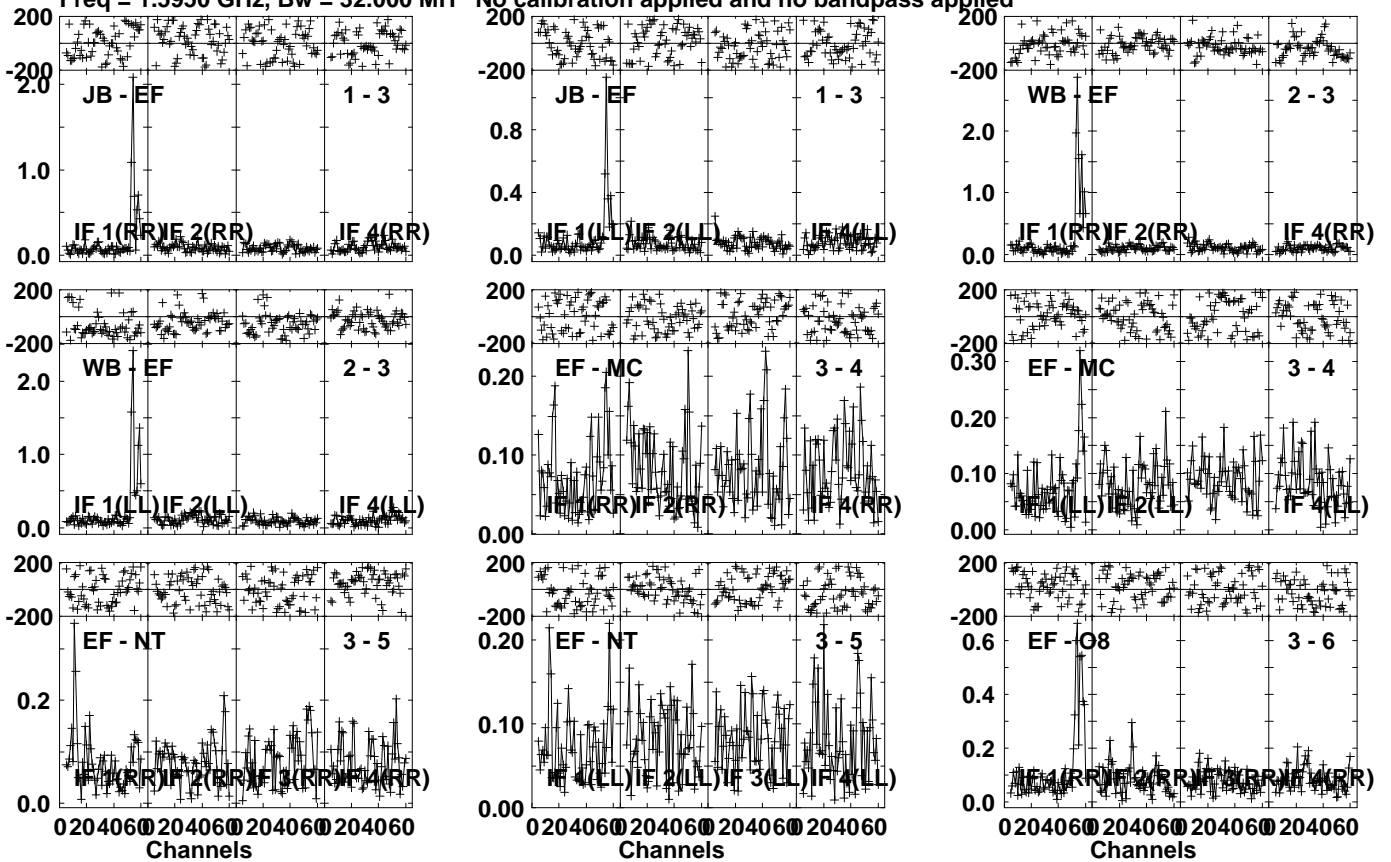 Freq = 1.5950 GHz, Bw = 32.000 MH No calibration applied and no bandpass applied
200
-200
2.0
1.0
0.0
JB - EF
1 - 3
IF 1(RR)
IF 2(RR)
IF 4(RR)
200
-200
0.8
0.4
0.0
JB - EF
1 - 3
IF 1(LL)
IF 2(LL)
IF 4(LL)
200
-200
2.0
1.0
0.0
WB - EF
2 - 3
IF 1(RR)
IF 2(RR)
IF 4(RR)
200
-200
2.0
1.0
0.0
WB - EF
2 - 3
IF 1(LL)
IF 2(LL)
IF 4(LL)
200
-200
0.20
0.10
0.00
EF - MC
3 - 4
IF 1(RR)
IF 2(RR)
IF 4(RR)
200
-200
0.30
0.20
0.10
0.00
EF - MC
3 - 4
IF 1(LL)
IF 2(LL)
IF 4(LL)
200
-200
0.2
0.0
EF - NT
3 - 5
IF 1(RR)
IF 2(RR)
IF 3(RR)
IF 4(RR)
0 20 40 60 0 20 40 60 0 20 40 60 0 20 40 60
Channels
200
-200
0.20
0.10
0.00
EF - NT
3 - 5
IF 1(LL)
IF 2(LL)
IF 3(LL)
IF 4(LL)
0 20 40 60 0 20 40 60 0 20 40 60 0 20 40 60
Channels
200
-200
0.6
0.4
0.2
0.0
EF - O8
3 - 6
IF 1(RR)
IF 2(RR)
IF 3(RR)
IF 4(RR)
0 20 40 60 0 20 40 60 0 20 40 60 0 20 40 60
Channels